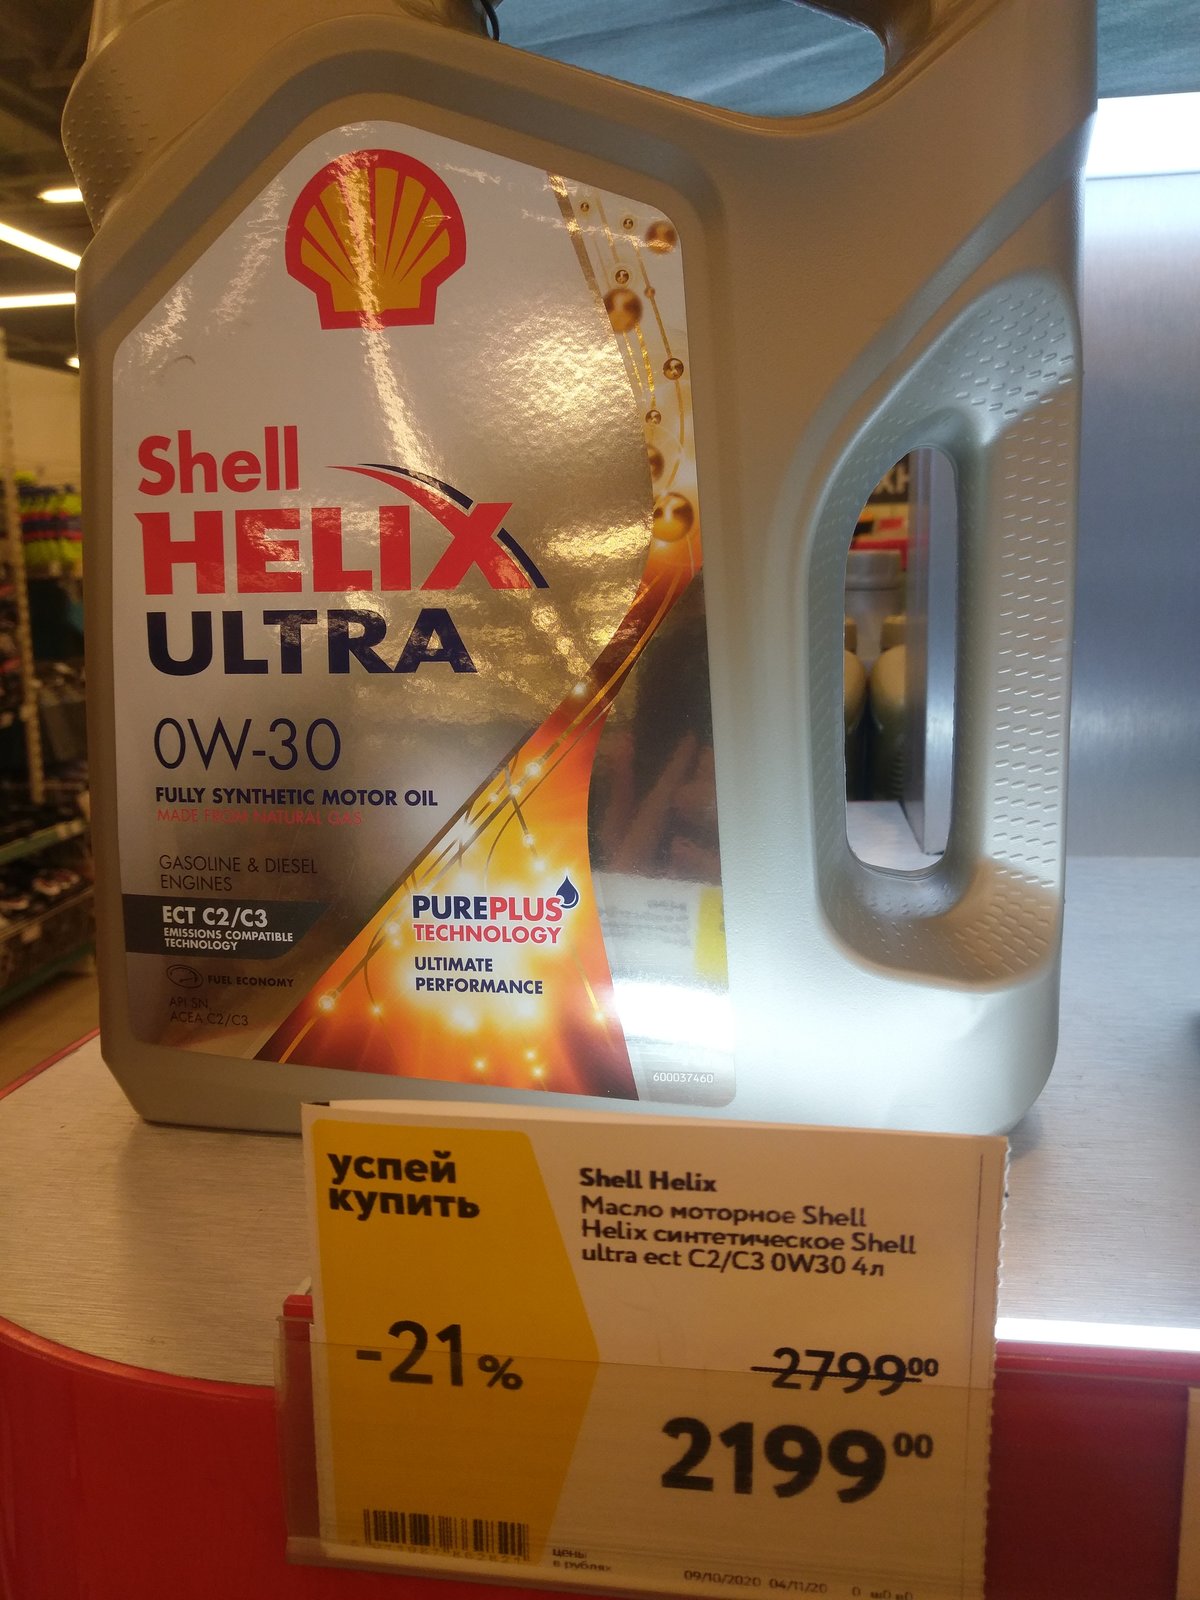 Shell
HELIX
ULTRA
0W-30
FULLY SYNTHETIC MOTOR OIL
MADE FROM NATURAL GAS
GASOLINE & DIESEL
ENGINES
ECT C2/C3
EMISSIONS COMPATIBLE
TECHNOLOGY
FUEL ECONOMY
API SN,
ACEA C2/C3
PUREPLUS
TECHNOLOGY
ULTIMATE
PERFORMANCE
600037460
успей
купить
-21%
Shell Helix
Масло моторное Shell
Helix синтетическое Shell
ultra ect C2/C3 0W30 4л
2799 00
2199 00
цены
в рублях
09/10/2020 04/11/20